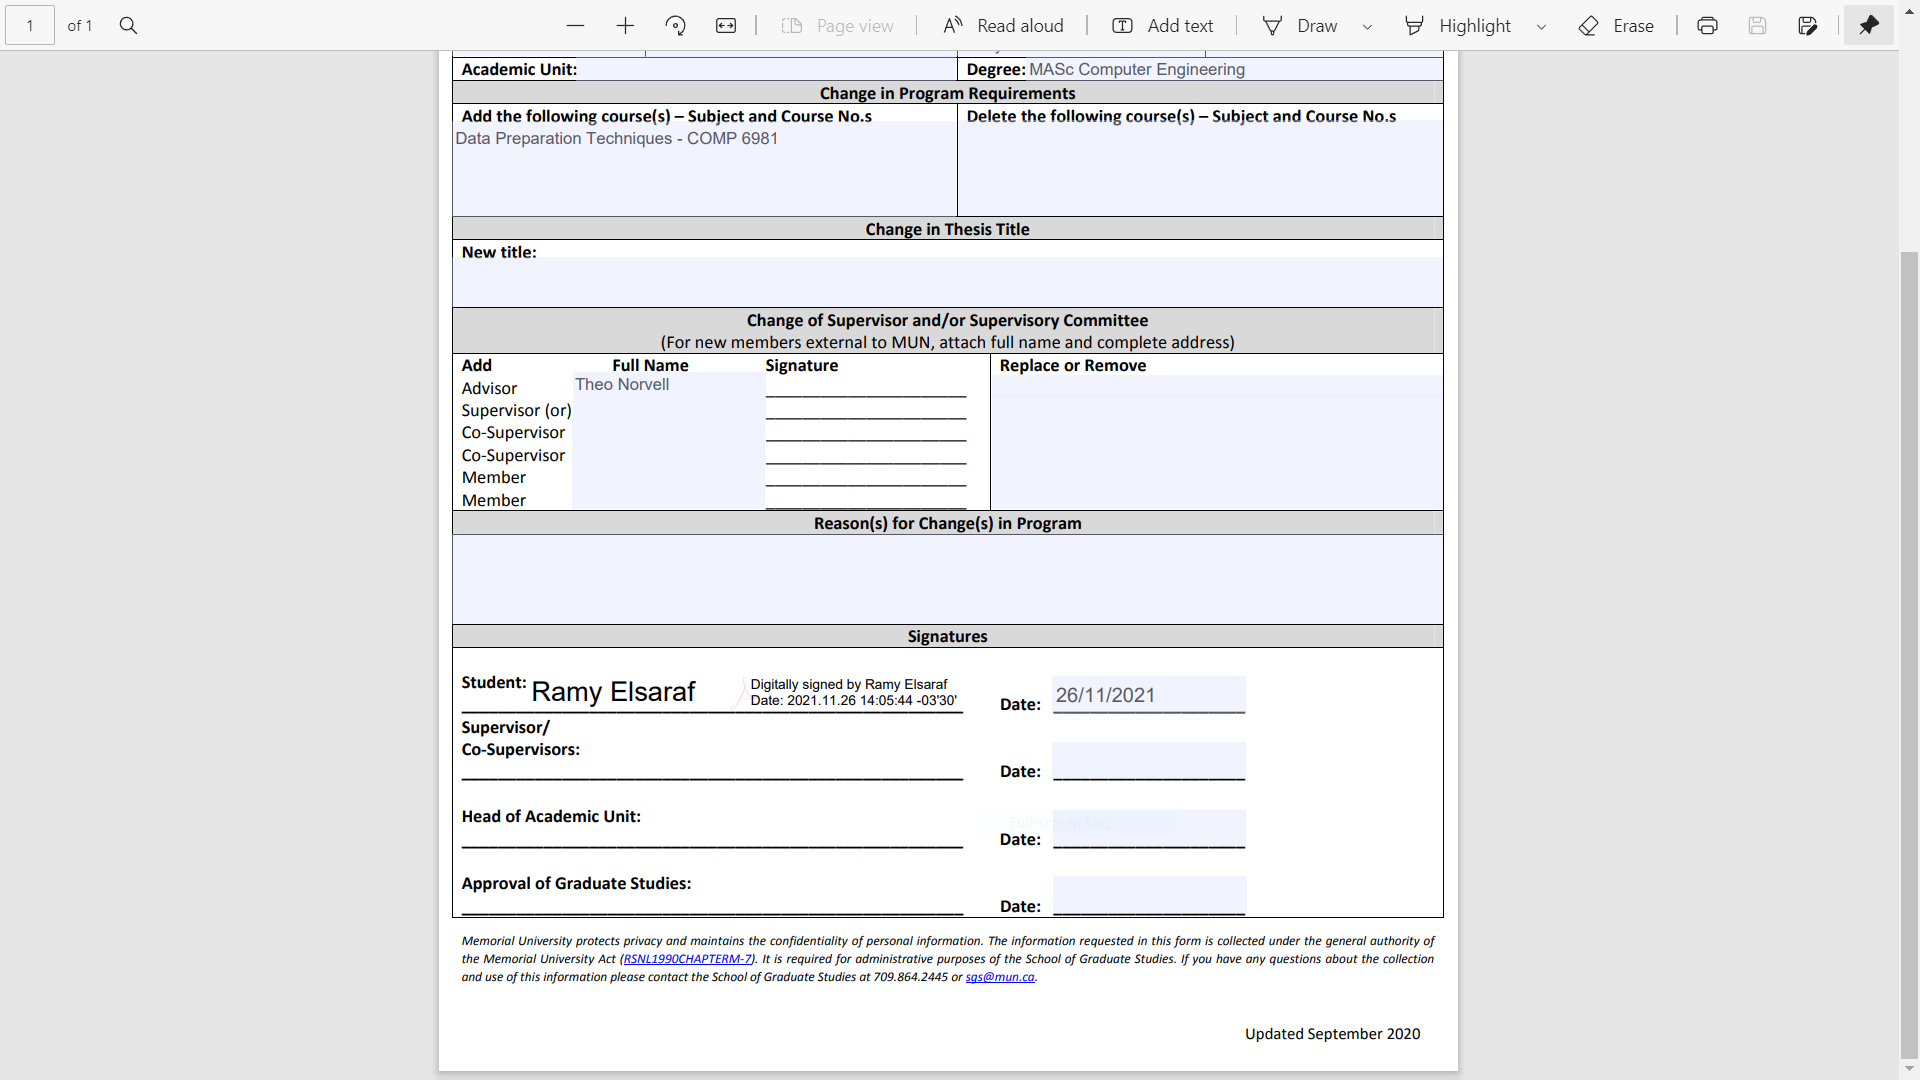 1 of 1 Page view Read aloud Add text Draw Highlight Erase
Academic Unit: Degree: MASc Computer Engineering
Change in Program Requirements
Add the following course(s) – Subject and Course No.s Delete the following course(s) – Subject and Course No.s
Data Preparation Techniques - COMP 6981
Change in Thesis Title
New title:
Change of Supervisor and/or Supervisory Committee
(For new members external to MUN, attach full name and complete address)
Add Full Name Signature Replace or Remove
Advisor Theo Norvell
Supervisor (or)
Co-Supervisor
Co-Supervisor
Member
Member
Reason(s) for Change(s) in Program
Signatures
Student: Ramy Elsaraf Digitally signed by Ramy Elsaraf
Date: 2021.11.26 14:05:44 -03'30'
Date: 26/11/2021
Supervisor/
Co-Supervisors:
Date:
Head of Academic Unit:
Full-screen Snip
Date:
Approval of Graduate Studies:
Date:
Memorial University protects privacy and maintains the confidentiality of personal information. The information requested in this form is collected under the general authority of
the Memorial University Act (RSNL1990CHAPTERM-7). It is required for administrative purposes of the School of Graduate Studies. If you have any questions about the collection
and use of this information please contact the School of Graduate Studies at 709.864.2445 or sgs@mun.ca.
Updated September 2020